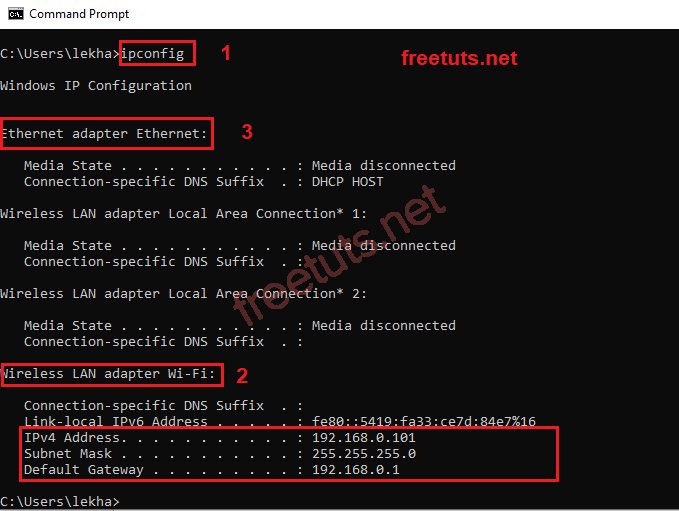 Command Prompt
C:\Users\lekha>ipconfig
1
freetuts.net
Windows IP Configuration
Ethernet adapter Ethernet:
3
Media State . . . . . . . . . . . : Media disconnected
Connection-specific DNS Suffix  . : DHCP HOST
Wireless LAN adapter Local Area Connection* 1:
Media State . . . . . . . . . . . : Media disconnected
Connection-specific DNS Suffix  . :
freetuts.net
Wireless LAN adapter Local Area Connection* 2:
Media State . . . . . . . . . . . : Media disconnected
Connection-specific DNS Suffix  . :
Wireless LAN adapter Wi-Fi:
2
Connection-specific DNS Suffix  . :
Link-local IPv6 Address . . . . . : fe80::5419:fa33:ce7d:84e7%16
IPv4 Address. . . . . . . . . . . : 192.168.0.101
Subnet Mask . . . . . . . . . . . : 255.255.255.0
Default Gateway . . . . . . . . . : 192.168.0.1
C:\Users\lekha>